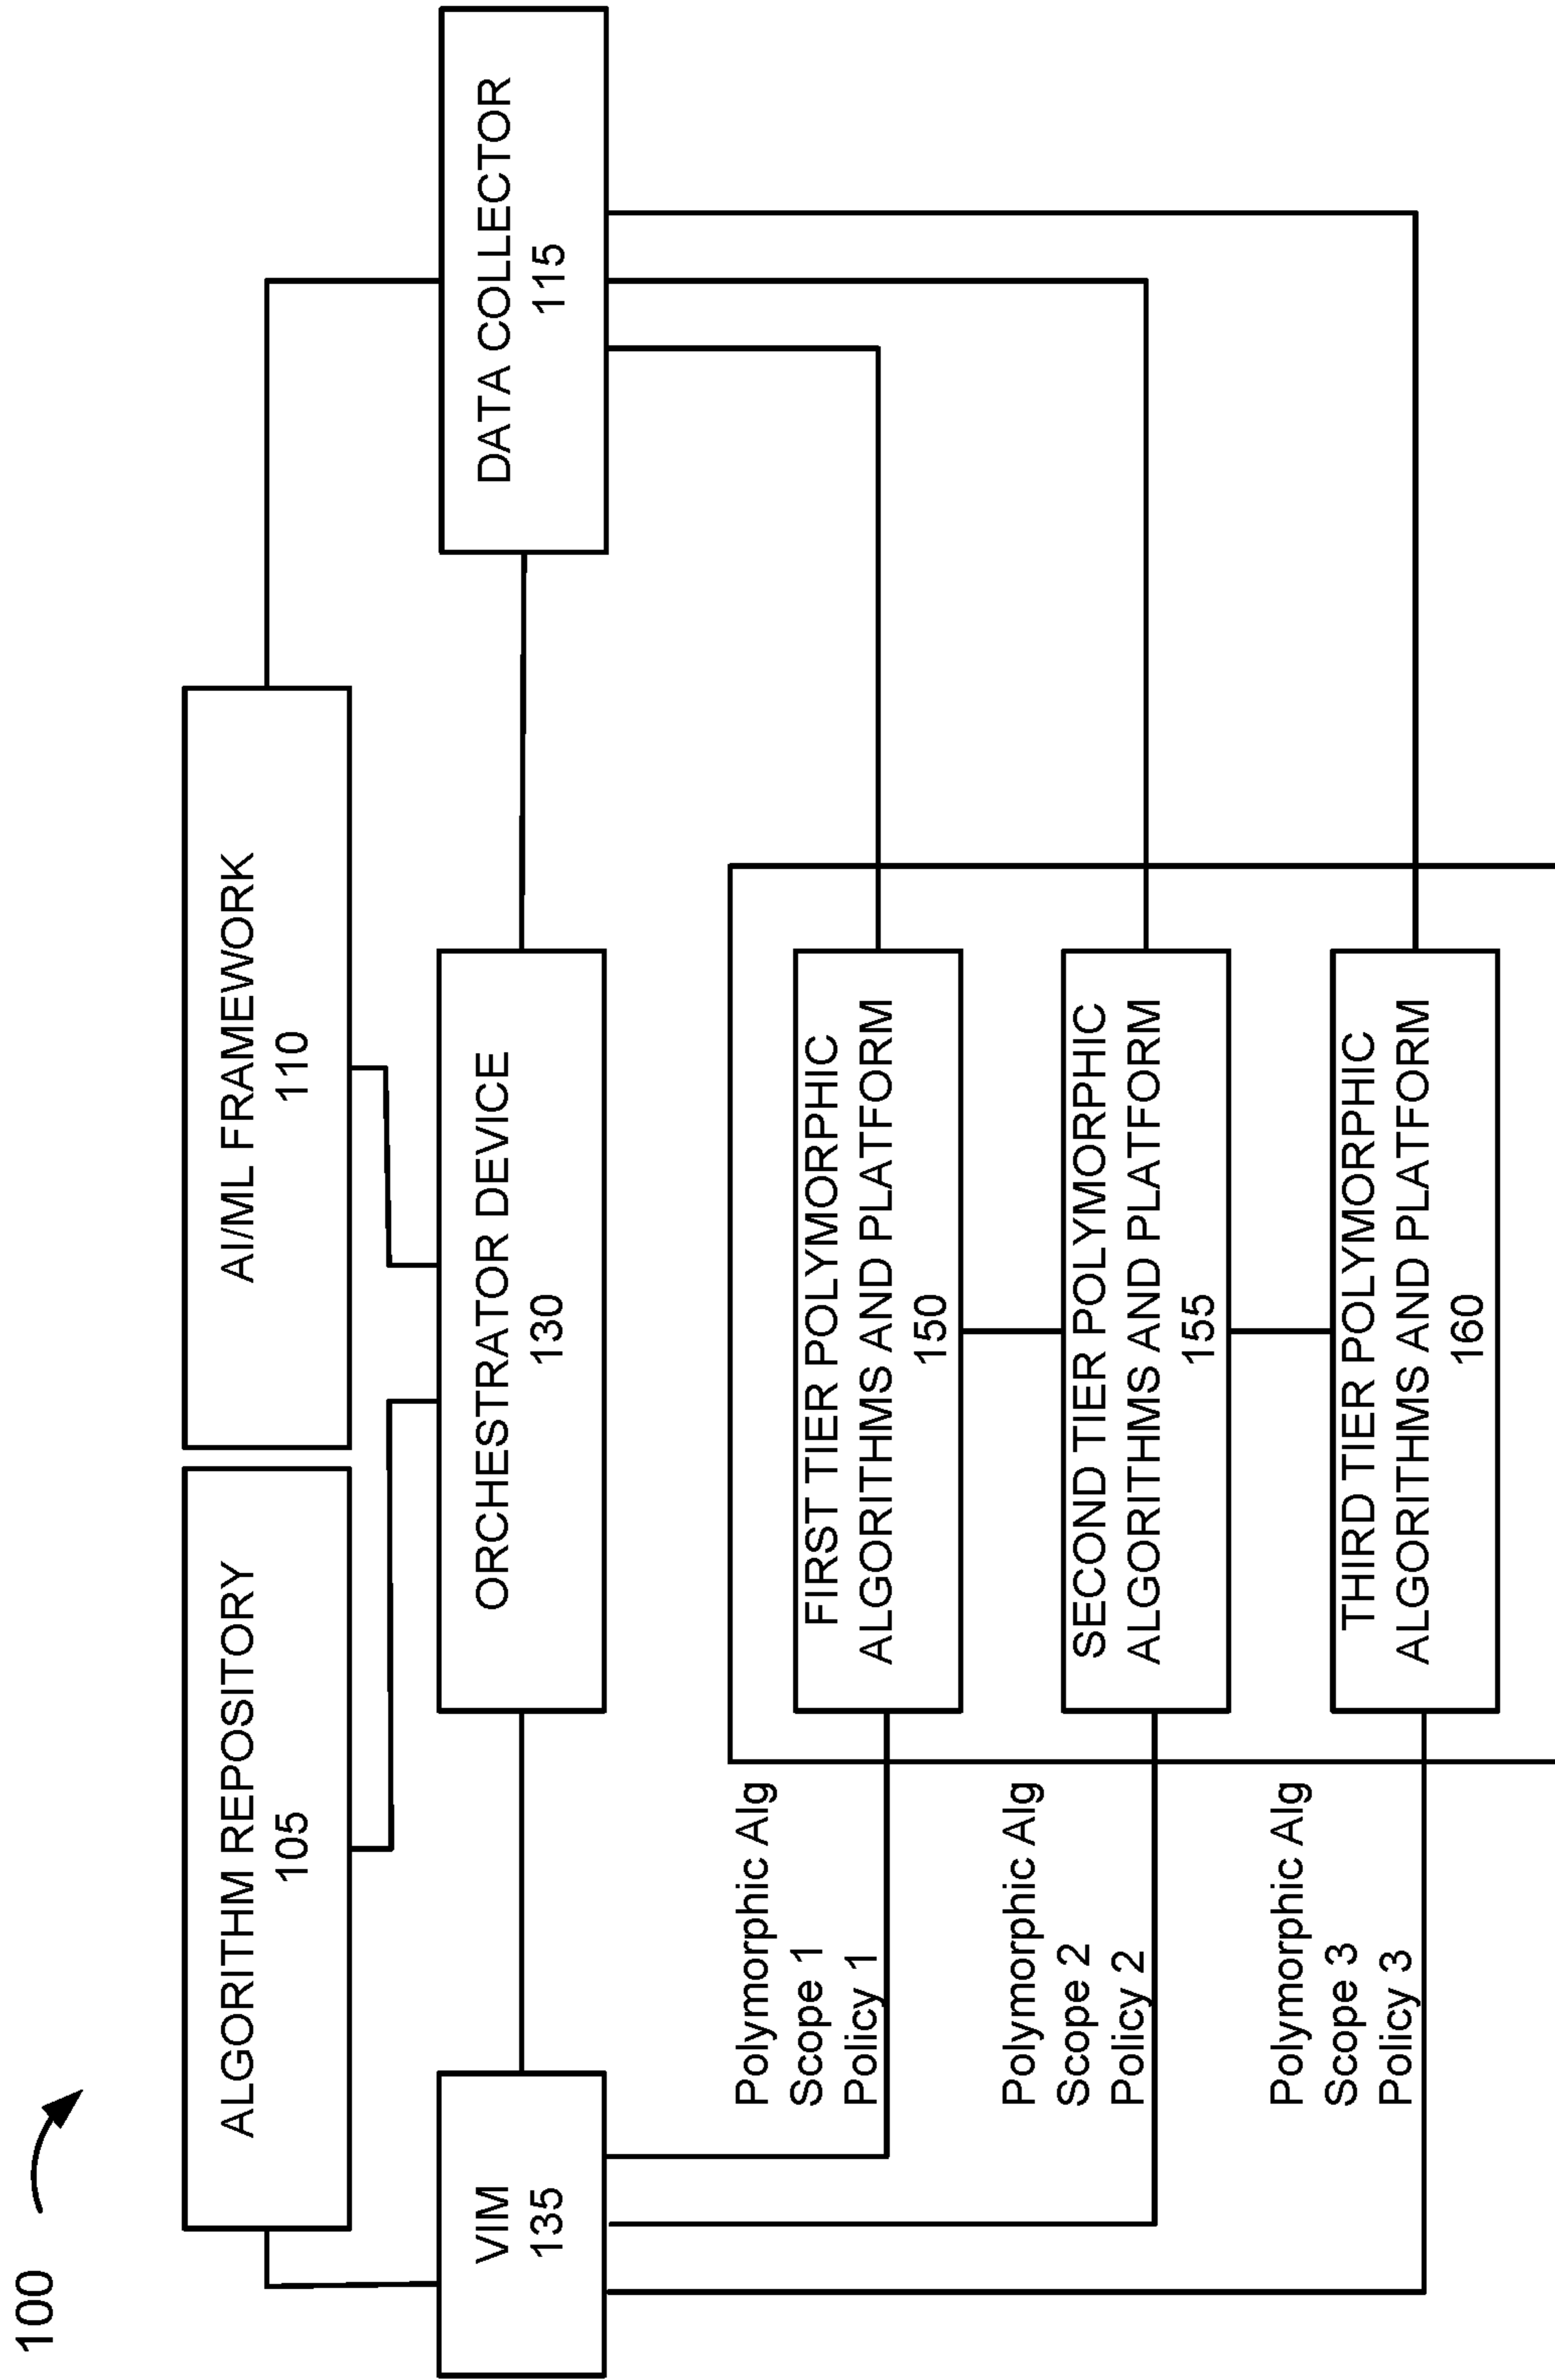 100
ALGORITHM REPOSITORY
105
AI/ML FRAMEWORK
110
VIM
135
ORCHESTRATOR DEVICE
130
DATA COLLECTOR
115
Polymorphic Alg
Scope 1
Policy 1
FIRST TIER POLYMORPHIC
ALGORITHMS AND PLATFORM
150
Polymorphic Alg
Scope 2
Policy 2
SECOND TIER POLYMORPHIC
ALGORITHMS AND PLATFORM
155
Polymorphic Alg
Scope 3
Policy 3
THIRD TIER POLYMORPHIC
ALGORITHMS AND PLATFORM
160